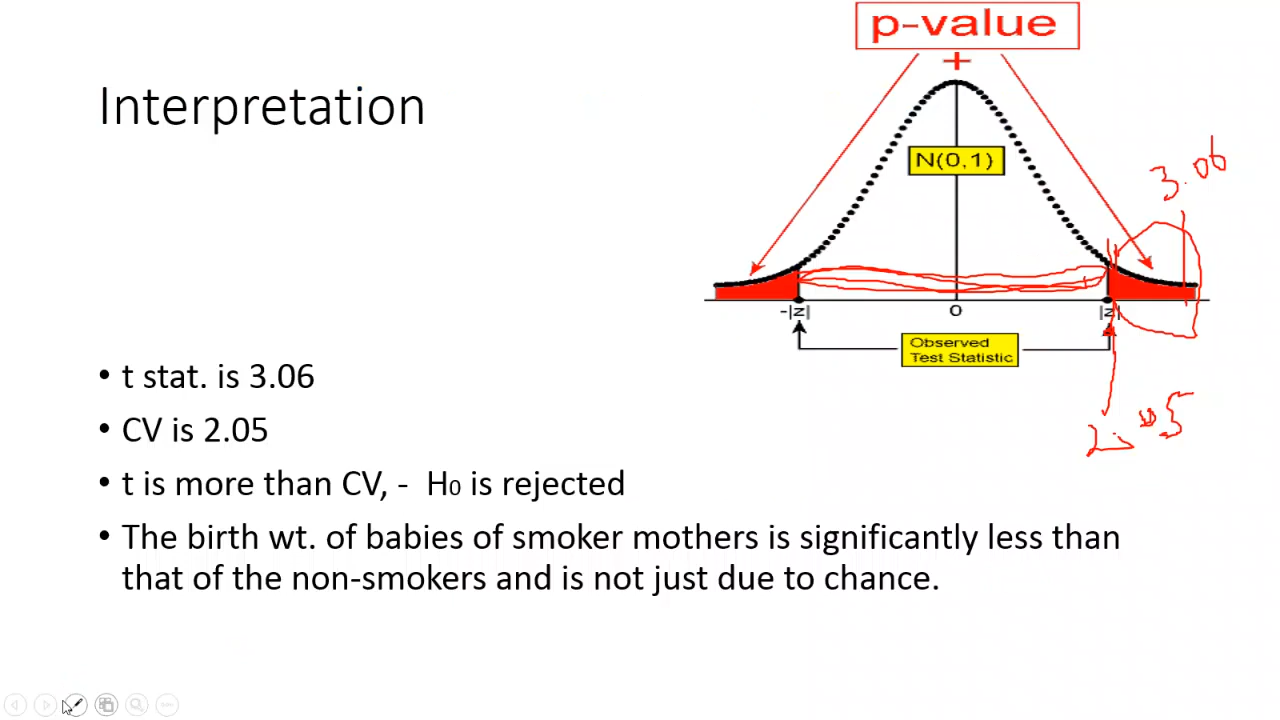 p-value
+
Interpretation
N(0,1)
3.06
-|z|
0
|z|
Observed
Test Statistic
t stat. is 3.06
CV is 2.05
t is more than CV, - H0 is rejected
The birth wt. of babies of smoker mothers is significantly less than
that of the non-smokers and is not just due to chance.